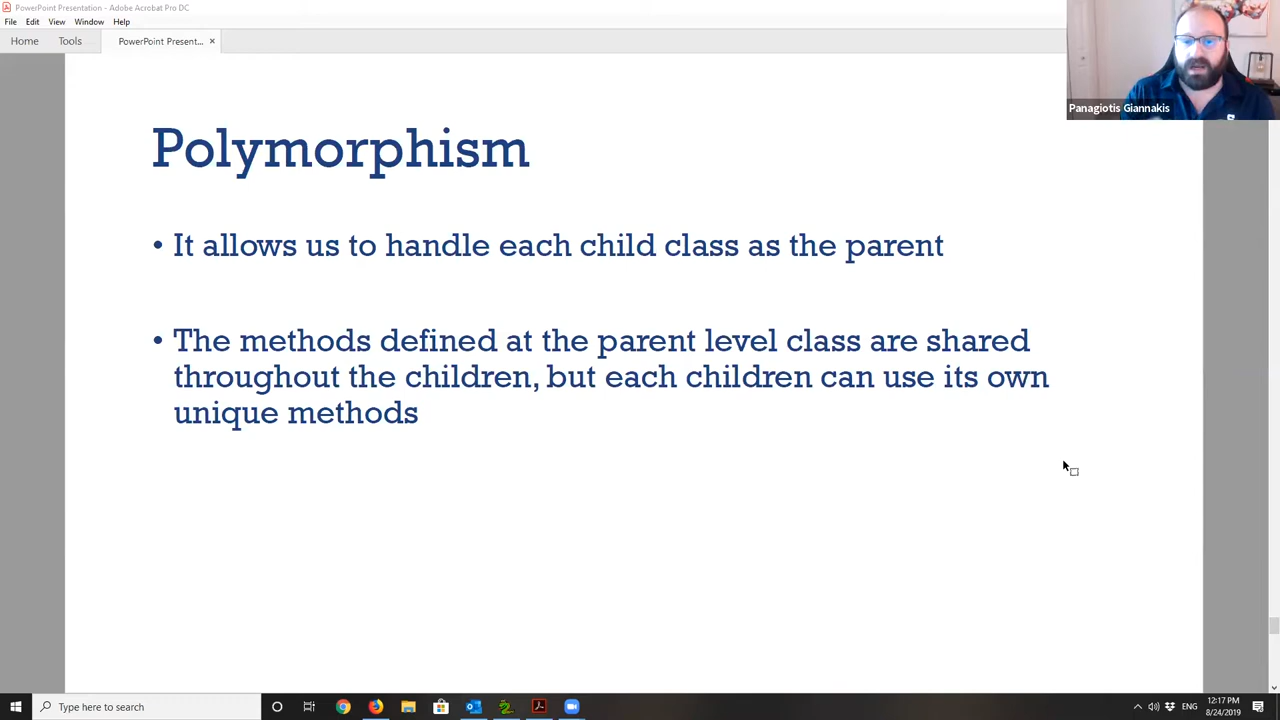 PowerPoint Presentation - Adobe Acrobat Pro DC
File Edit View Window Help
Home Tools PowerPoint Present... ×
Panagiotis Giannakis
Polymorphism
• It allows us to handle each child class as the parent
• The methods defined at the parent level class are shared
throughout the children, but each children can use its own
unique methods
Type here to search
ENG
12:17 PM
8/24/2019